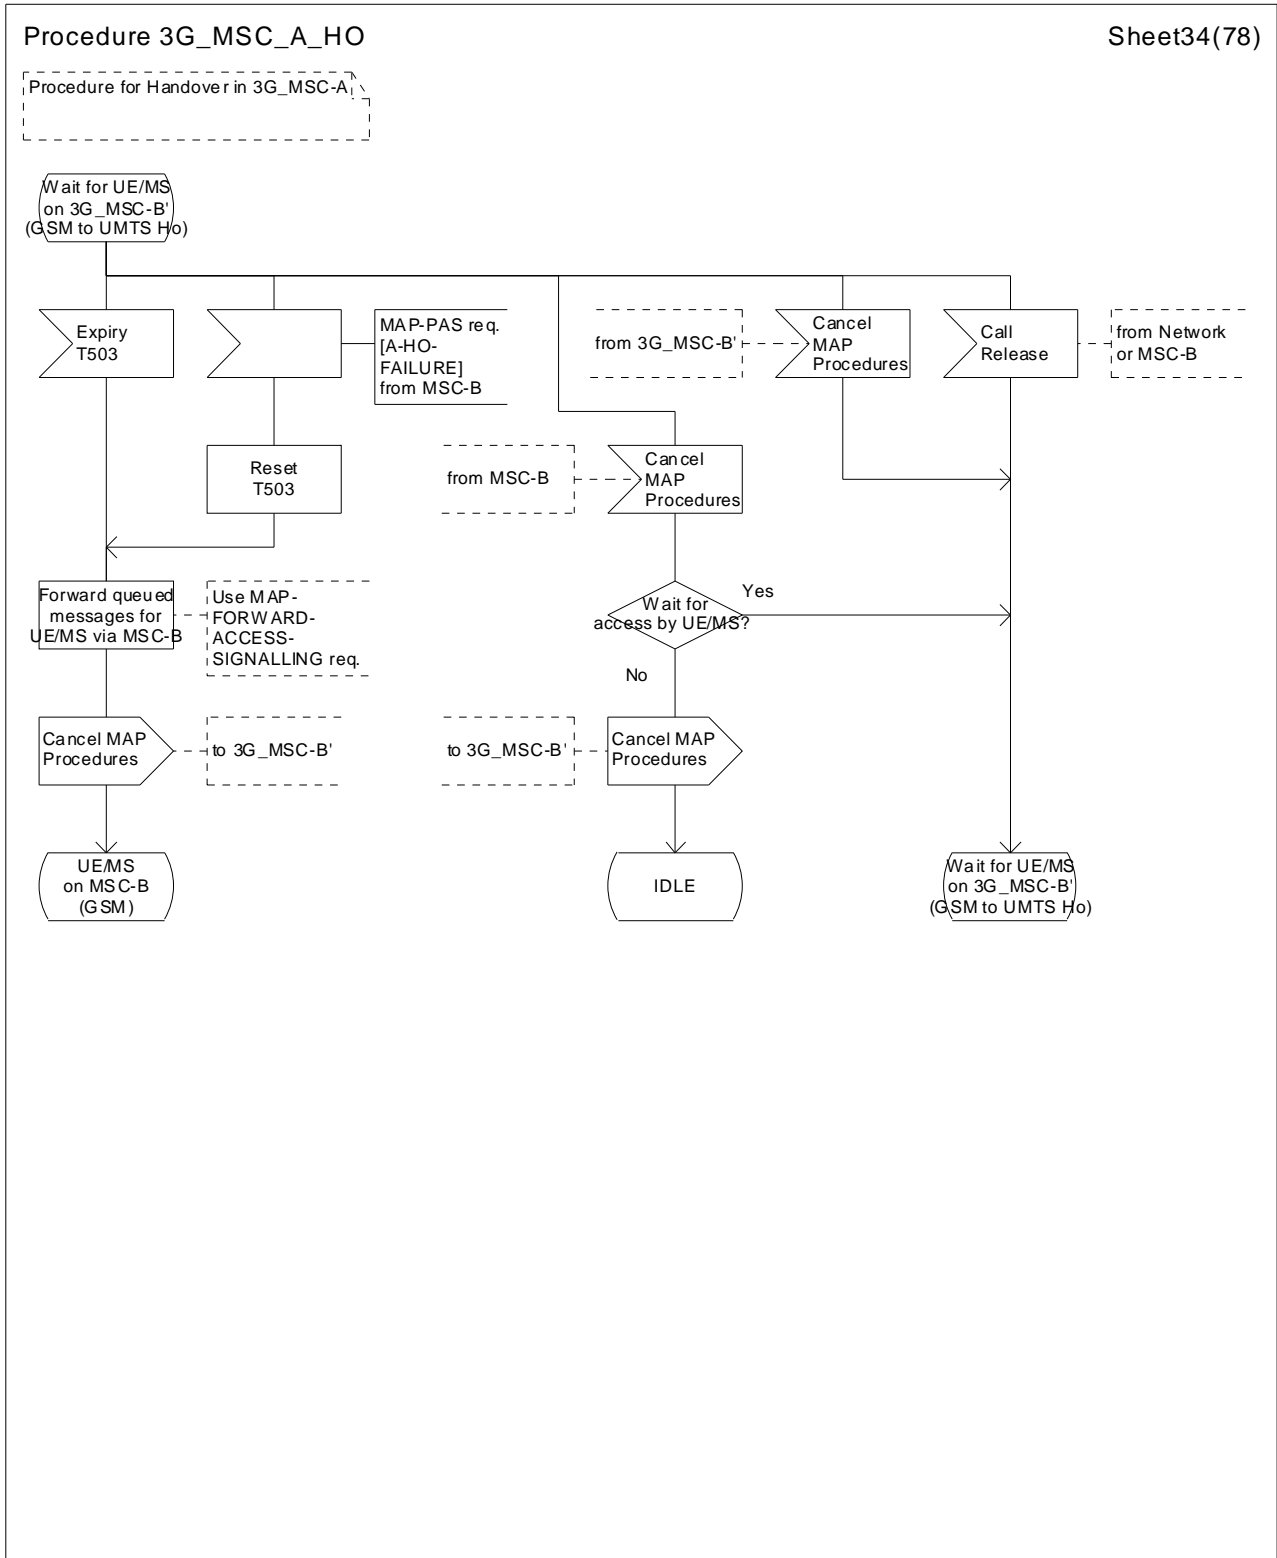 Procedure 3G_MSC_A_HO
Sheet34(78)
Procedure for Handover in 3G_MSC-A
Wait for UE/MS
on 3G_MSC-B'
(GSM to UMTS Ho)
Expiry
T503
MAP-PAS req.
[A-HO-
FAILURE]
from MSC-B
from 3G_MSC-B'
Cancel
MAP
Procedures
Call
Release
from Network
or MSC-B
Reset
T503
from MSC-B
Cancel
MAP
Procedures
Forward queued
messages for
UE/MS via MSC-B
Use MAP-
FORWARD-
ACCESS-
SIGNALLING req.
Wait for
access by UE/MS?
Yes
No
Cancel MAP
Procedures
to 3G_MSC-B'
to 3G_MSC-B'
Cancel MAP
Procedures
UE/MS
on MSC-B
(GSM)
IDLE
Wait for UE/MS
on 3G_MSC-B'
(GSM to UMTS Ho)